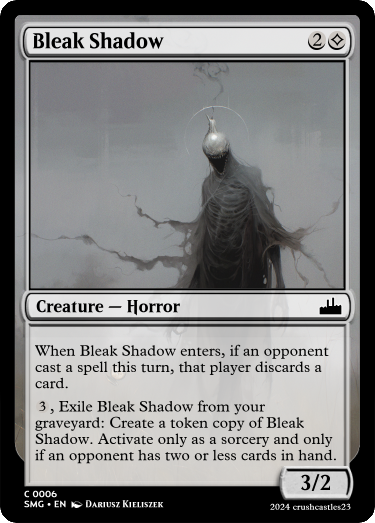 Bleak Shadow 2
Creature — Horror
When Bleak Shadow enters, if an opponent
cast a spell this turn, that player discards a
card.
3 , Exile Bleak Shadow from your
graveyard: Create a token copy of Bleak
Shadow. Activate only as a sorcery and only
if an opponent has two or less cards in hand.
3/2
C 0006
SMG • EN Dariusz Kieliszek
2024 crushcastles23